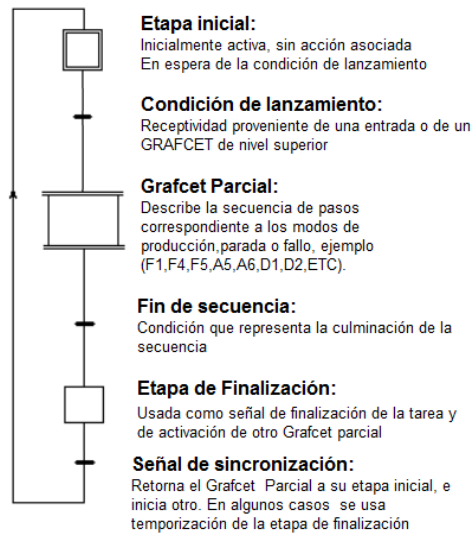 Etapa inicial:
Inicialmente activa, sin acción asociada
En espera de la condición de lanzamiento
Condición de lanzamiento:
Receptividad proveniente de una entrada o de un
GRAFCET de nivel superior
Grafcet Parcial:
Describe la secuencia de pasos
correspondiente a los modos de
producción,parada o fallo, ejemplo
(F1,F4,F5,A5,A6,D1,D2,ETC).
Fin de secuencia:
Condición que representa la culminación de la
secuencia
Etapa de Finalización:
Usada como señal de finalización de la tarea y
de activación de otro Grafcet parcial
Señal de sincronización:
Retorna el Grafcet Parcial a su etapa inicial, e
inicia otro. En algunos casos se usa
temporización de la etapa de finalización